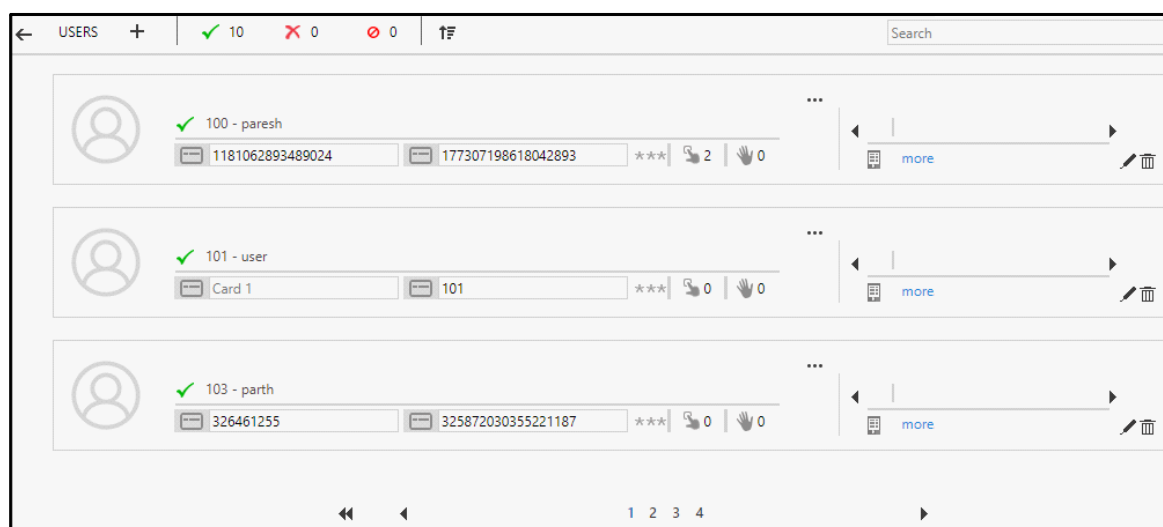 USERS + 10 0 0 Search
...
100 - paresh
1181062893489024 177307198618042893 *** 2 0
more
...
101 - user
Card 1 101 *** 0 0
more
...
103 - parth
326461255 325872030355221187 *** 0 0
more
1 2 3 4